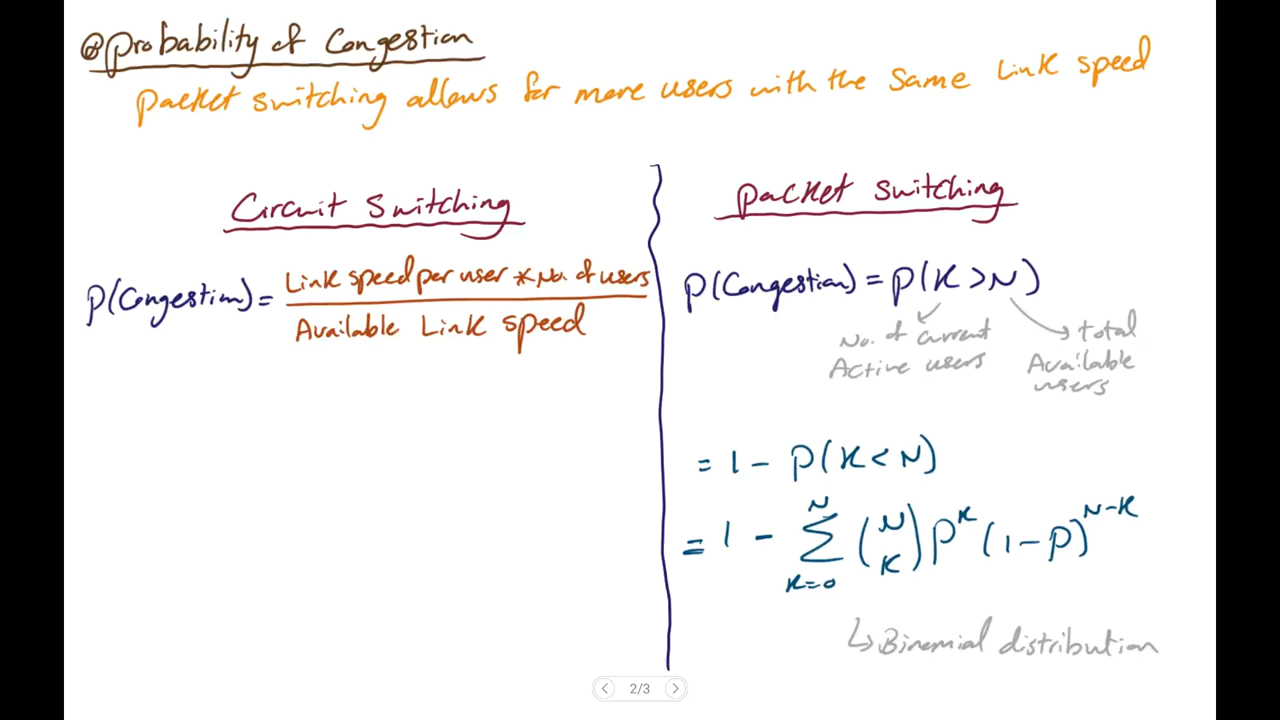 Probability of Congestion
Packet switching allows for more users with the same Link speed
Circuit Switching
P(Congestion) = Link speed per user * No. of users
Available Link speed
Packet Switching
P(Congestion) = P(K > N)
No. of current
Active users
total
Available
users
= 1 - P(K < N)
= 1 - ∑ᴺₖ₌₀ (N K) P^K (1-P)^N-K
↳ Binomial distribution
2/3